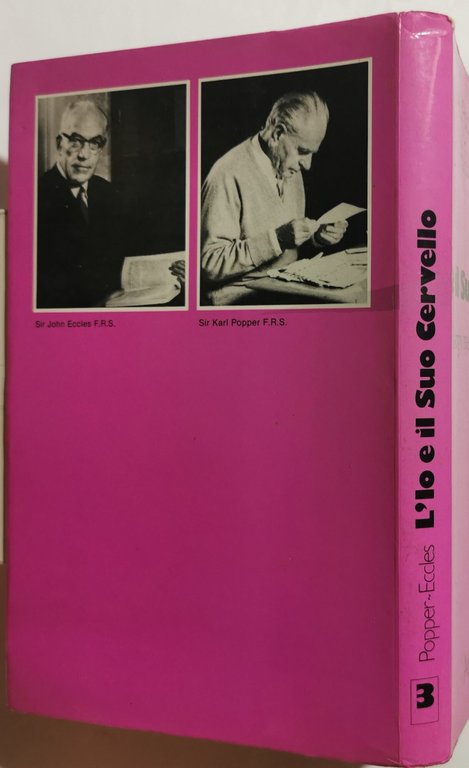 Sir John Eccles F.R.S.
Sir Karl Popper F.R.S.
3 Popper~Eccles L'Io e il Suo Cervello